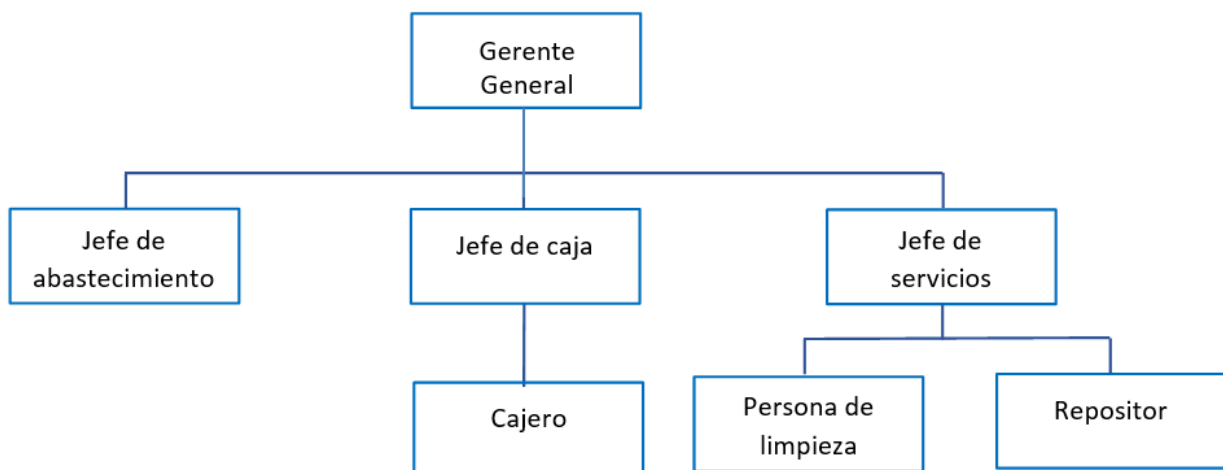 Gerente
General
Jefe de
abastecimiento
Jefe de caja
Jefe de
servicios
Cajero
Persona de
limpieza
Repositor